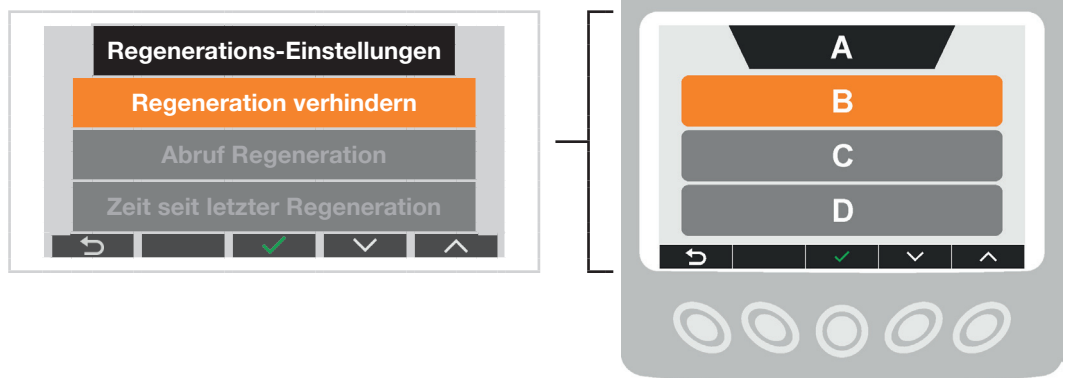 Regenerations-Einstellungen
Regeneration verhindern
Abruf Regeneration
Zeit seit letzter Regeneration
A
B
C
D